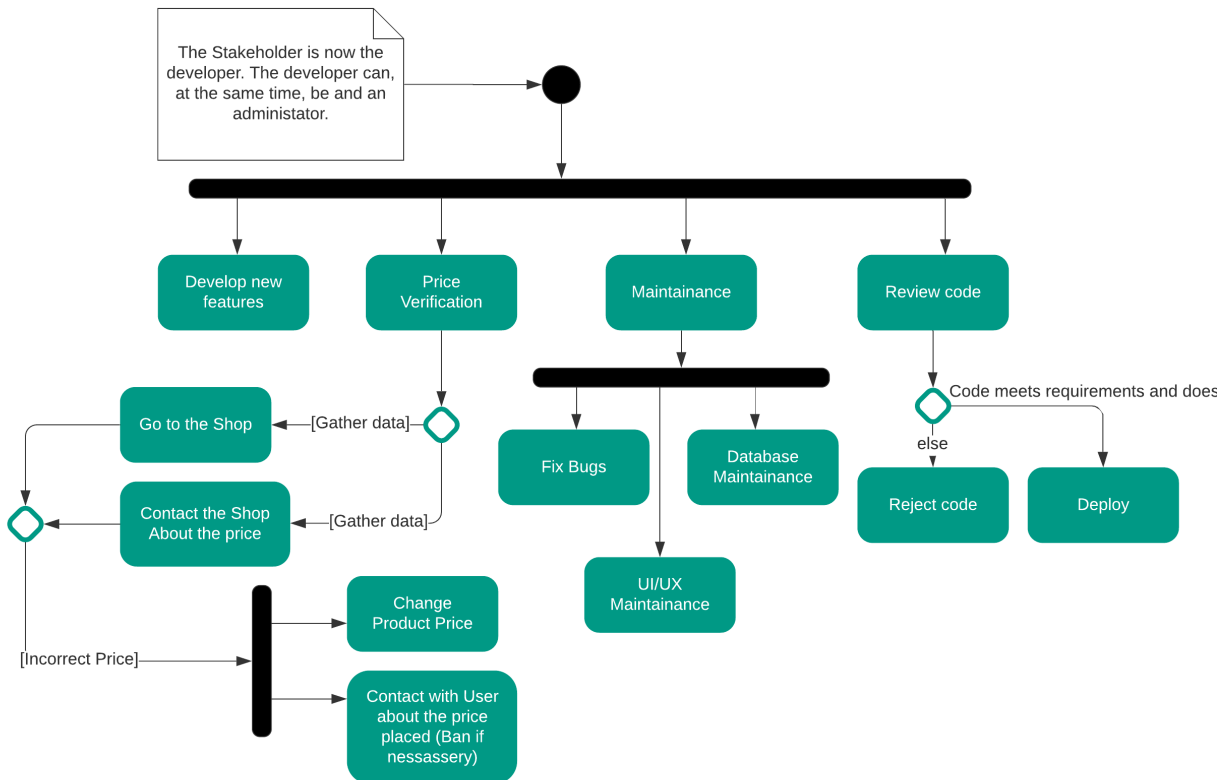 The Stakeholder is now the
developer. The developer can,
at the same time, be and an
administator.
Develop new
features
Price
Verification
Maintainance
Review code
Code meets requirements and does
else
Go to the Shop
[Gather data]
Fix Bugs
Database
Maintainance
Reject code
Deploy
Contact the Shop
About the price
[Gather data]
UI/UX
Maintainance
Change
Product Price
[Incorrect Price]
Contact with User
about the price
placed (Ban if
nessassery)